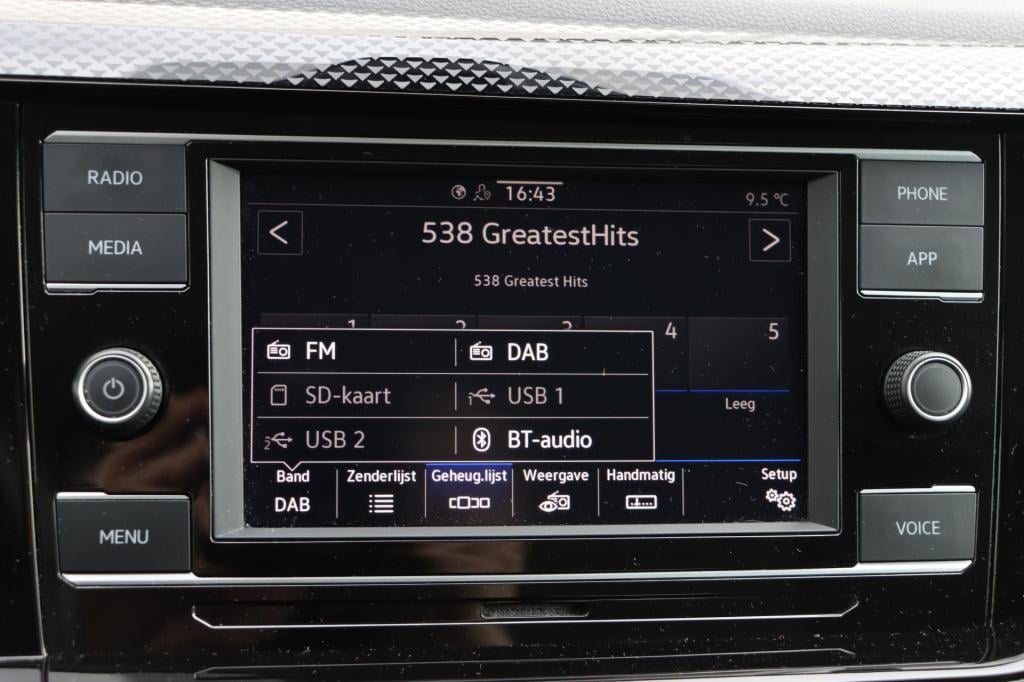 RADIO
MEDIA
MENU
16:43
9.5 °C
<
538 GreatestHits
>
538 Greatest Hits
1 2 3 4 5
FM DAB
SD-kaart 1 USB 1
2 USB 2 BT-audio
Leeg
Band Zenderlijst Geheug.lijst Weergave Handmatig Setup
DAB
PHONE
APP
VOICE